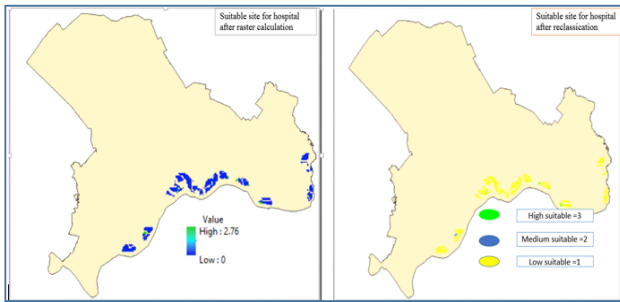 Suitable site for hospital
after raster calculation
Value
High : 2.76
Low : 0
Suitable site for hospital
after reclassication
High suitable =3
Medium suitable =2
Low suitable =1